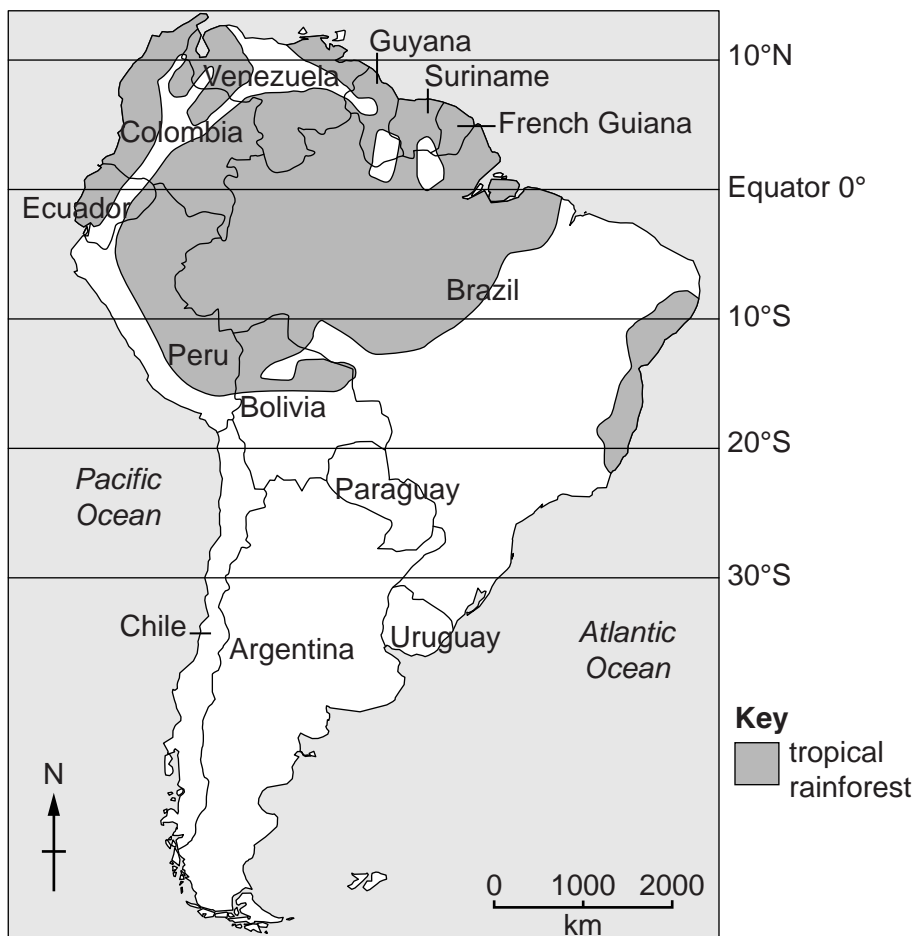 Guyana
10°N
Venezuela
Suriname
Colombia
French Guiana
Equator 0°
Ecuador
Brazil
10°S
Peru
Bolivia
20°S
Pacific
Ocean
Paraguay
30°S
Chile
Argentina
Uruguay
Atlantic
Ocean
Key
tropical
rainforest
N
0 1000 2000
km